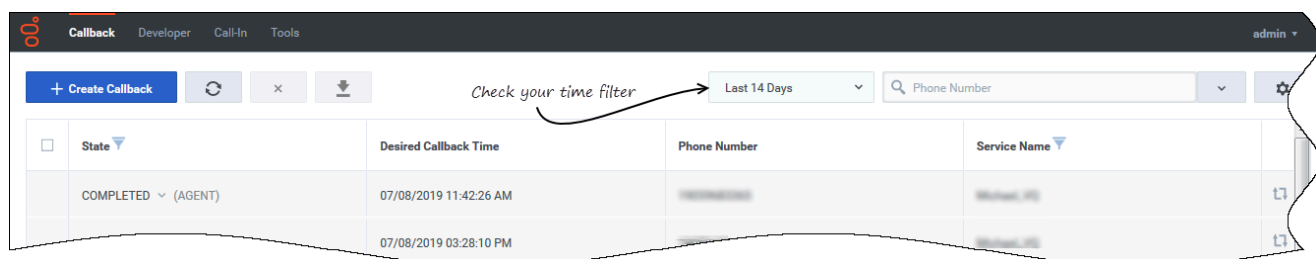 Callback Developer Call-In Tools admin
+ Create Callback Check your time filter Last 14 Days Phone Number
State Desired Callback Time Phone Number Service Name
COMPLETED (AGENT) 07/08/2019 11:42:26 AM
07/08/2019 03:28:10 PM